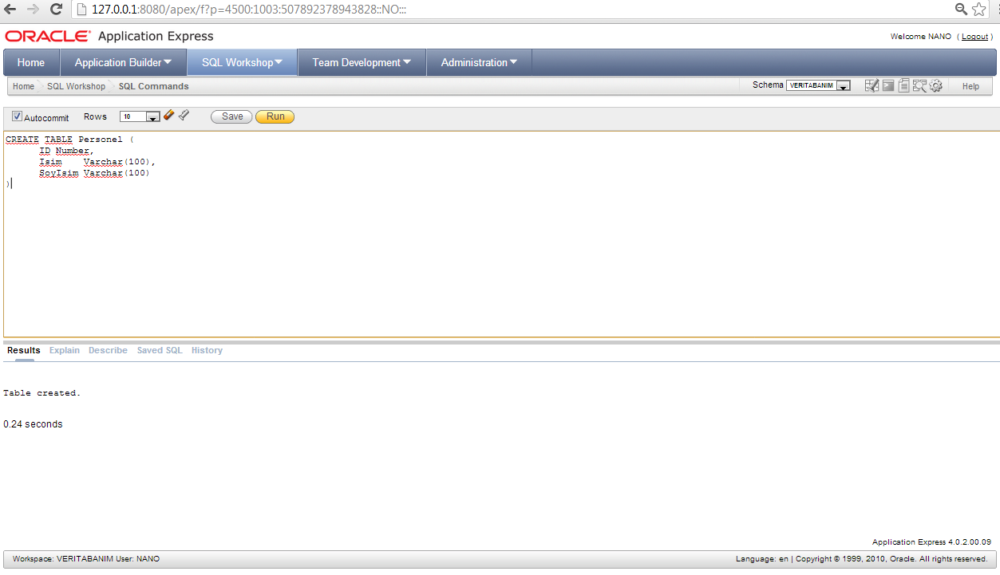 127.0.0.1:8080/apex/f?p=4500:1003:507892378943828::NO:::
ORACLE® Application Express
Welcome NANO ( Logout )
Home Application Builder SQL Workshop Team Development Administration
Home SQL Workshop SQL Commands Schema VERITABANIM Help
Autocommit Rows 10 Save Run
CREATE TABLE Personel (
ID Number,
Isim Varchar(100),
SoyIsim Varchar(100)
)
Results Explain Describe Saved SQL History
Table created.
0.24 seconds
Application Express 4.0.2.00.09
Workspace: VERITABANIM User: NANO Language: en | Copyright © 1999, 2010, Oracle. All rights reserved.